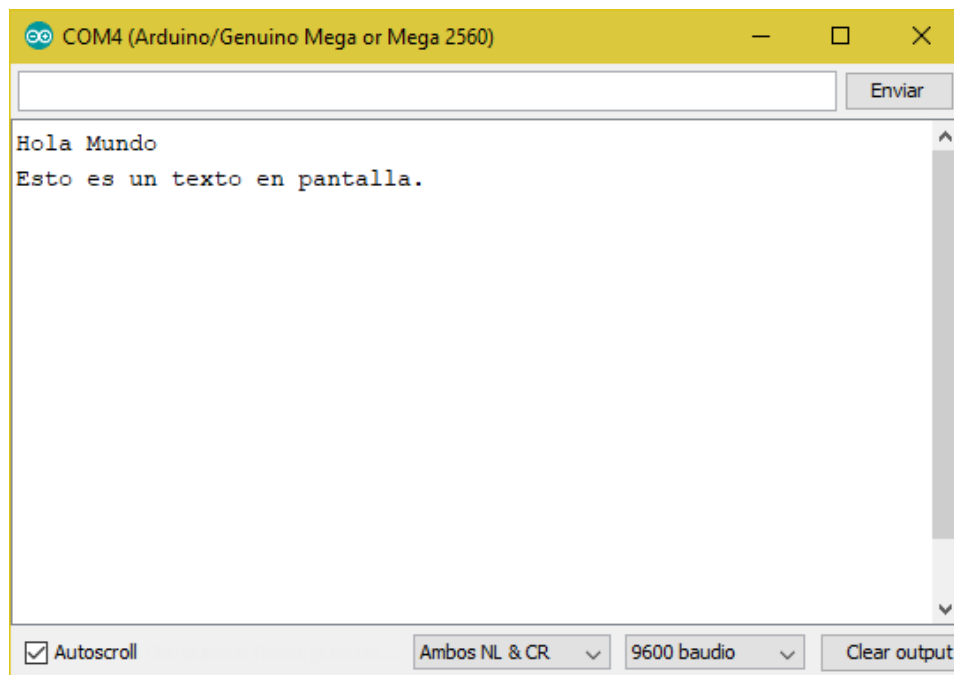 COM4 (Arduino/Genuino Mega or Mega 2560)
Enviar
Hola Mundo
Esto es un texto en pantalla.
Autoscroll
Ambos NL & CR
9600 baudio
Clear output